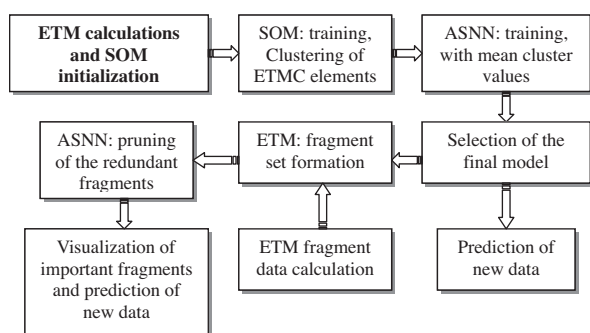 ETM calculations
and SOM
initialization
SOM: training,
Clustering of
ETMC elements
ASNN: training,
with mean cluster
values
ASNN: pruning
of the redundant
fragments
ETM: fragment
set formation
Selection of the
final model
Visualization of
important fragments
and prediction of
new data
ETM fragment
data calculation
Prediction of
new data